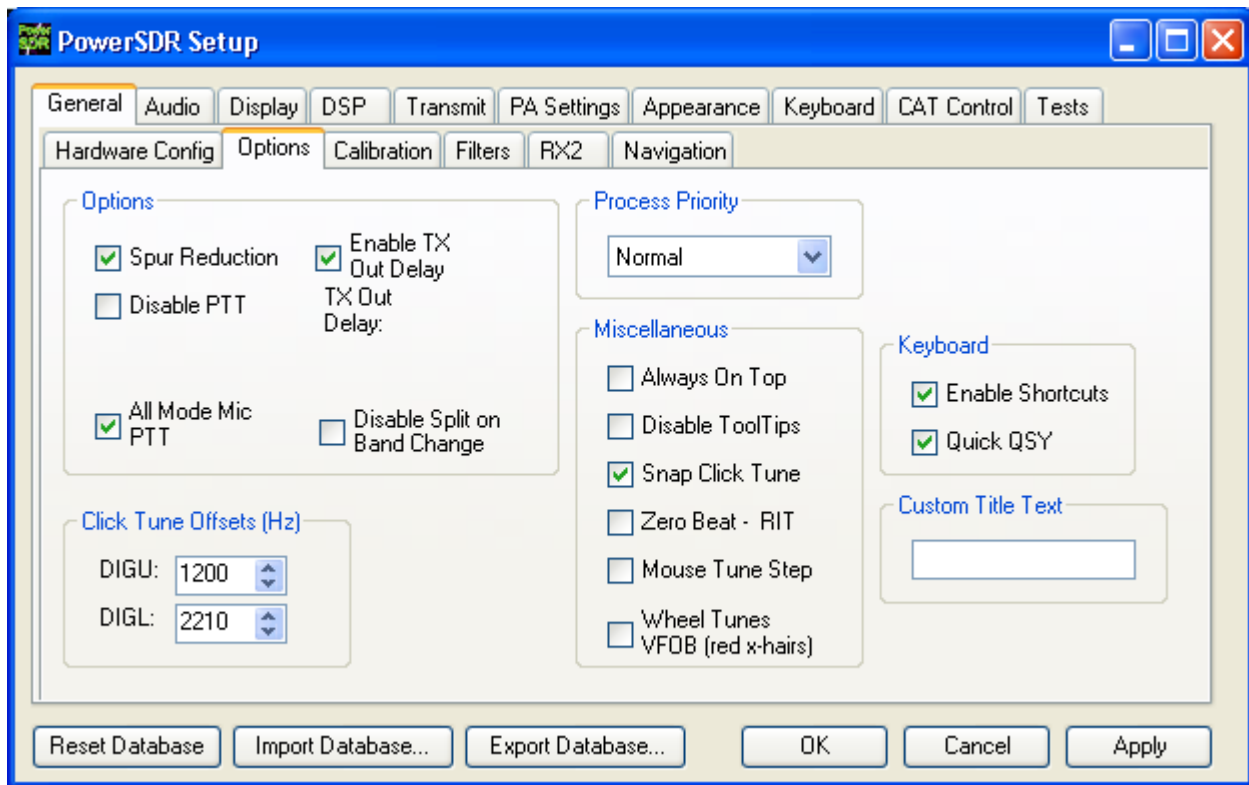 PowerSDR Setup
General Audio Display DSP Transmit PA Settings Appearance Keyboard CAT Control Tests
Hardware Config Options Calibration Filters RX2 Navigation
Options
Spur Reduction
Enable TX
Out Delay
Disable PTT
TX Out
Delay:
All Mode Mic
PTT
Disable Split on
Band Change
Click Tune Offsets (Hz)
DIGU: 1200
DIGL: 2210
Process Priority
Normal
Miscellaneous
Always On Top
Disable ToolTips
Snap Click Tune
Zero Beat - RIT
Mouse Tune Step
Wheel Tunes
VFOB (red x-hairs)
Keyboard
Enable Shortcuts
Quick QSY
Custom Title Text
Reset Database Import Database... Export Database... OK Cancel Apply